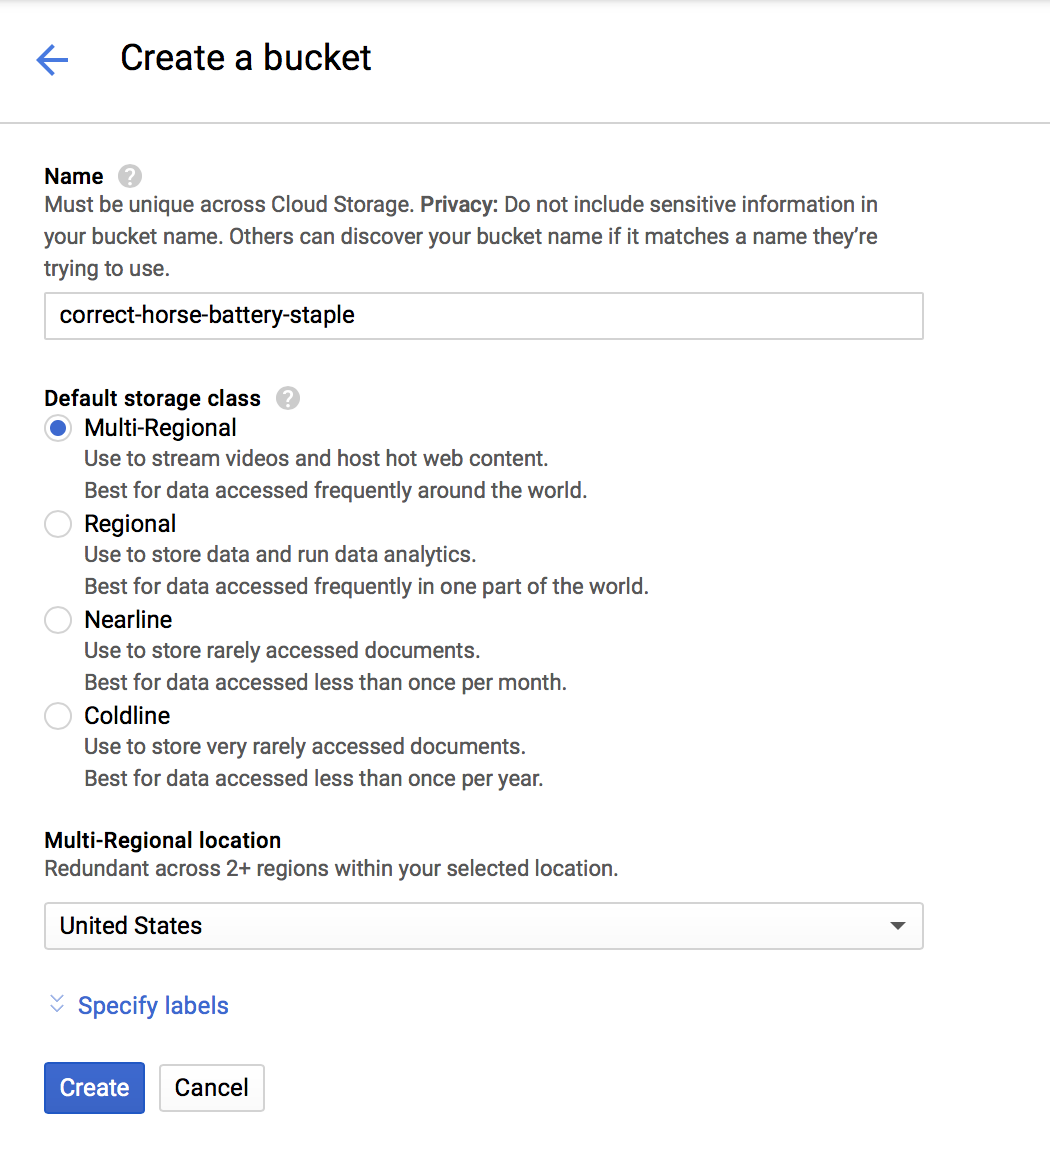 Create a bucket
Name ?
Must be unique across Cloud Storage. Privacy: Do not include sensitive information in
your bucket name. Others can discover your bucket name if it matches a name they’re
trying to use.
correct-horse-battery-staple
Default storage class ?
Multi-Regional
Use to stream videos and host hot web content.
Best for data accessed frequently around the world.
Regional
Use to store data and run data analytics.
Best for data accessed frequently in one part of the world.
Nearline
Use to store rarely accessed documents.
Best for data accessed less than once per month.
Coldline
Use to store very rarely accessed documents.
Best for data accessed less than once per year.
Multi-Regional location
Redundant across 2+ regions within your selected location.
United States
Specify labels
Create Cancel